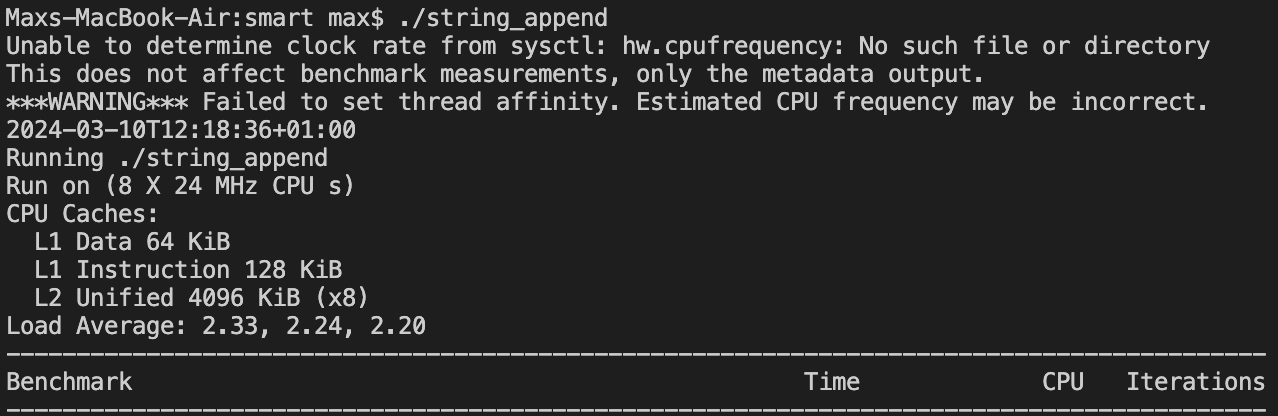 Maxs-MacBook-Air:smart max$ ./string_append
Unable to determine clock rate from sysctl: hw.cpufrequency: No such file or directory
This does not affect benchmark measurements, only the metadata output.
***WARNING*** Failed to set thread affinity. Estimated CPU frequency may be incorrect.
2024-03-10T12:18:36+01:00
Running ./string_append
Run on (8 X 24 MHz CPU s)
CPU Caches:
  L1 Data 64 KiB
  L1 Instruction 128 KiB
  L2 Unified 4096 KiB (x8)
Load Average: 2.33, 2.24, 2.20
------------------------------------------------------------------------------------------
Benchmark                                                Time             CPU   Iterations
------------------------------------------------------------------------------------------